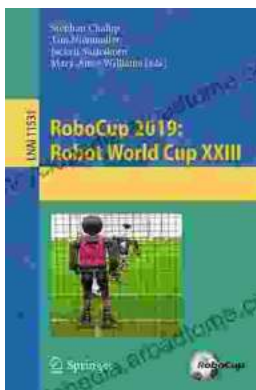 Stephan Chalup
Tim Niemueller
Jackrit Suthakorn
Mary-Anne Williams (Eds.)
LNAI 11531
RoboCup 2019:
Robot World Cup XXIII
Springer
RoboCup